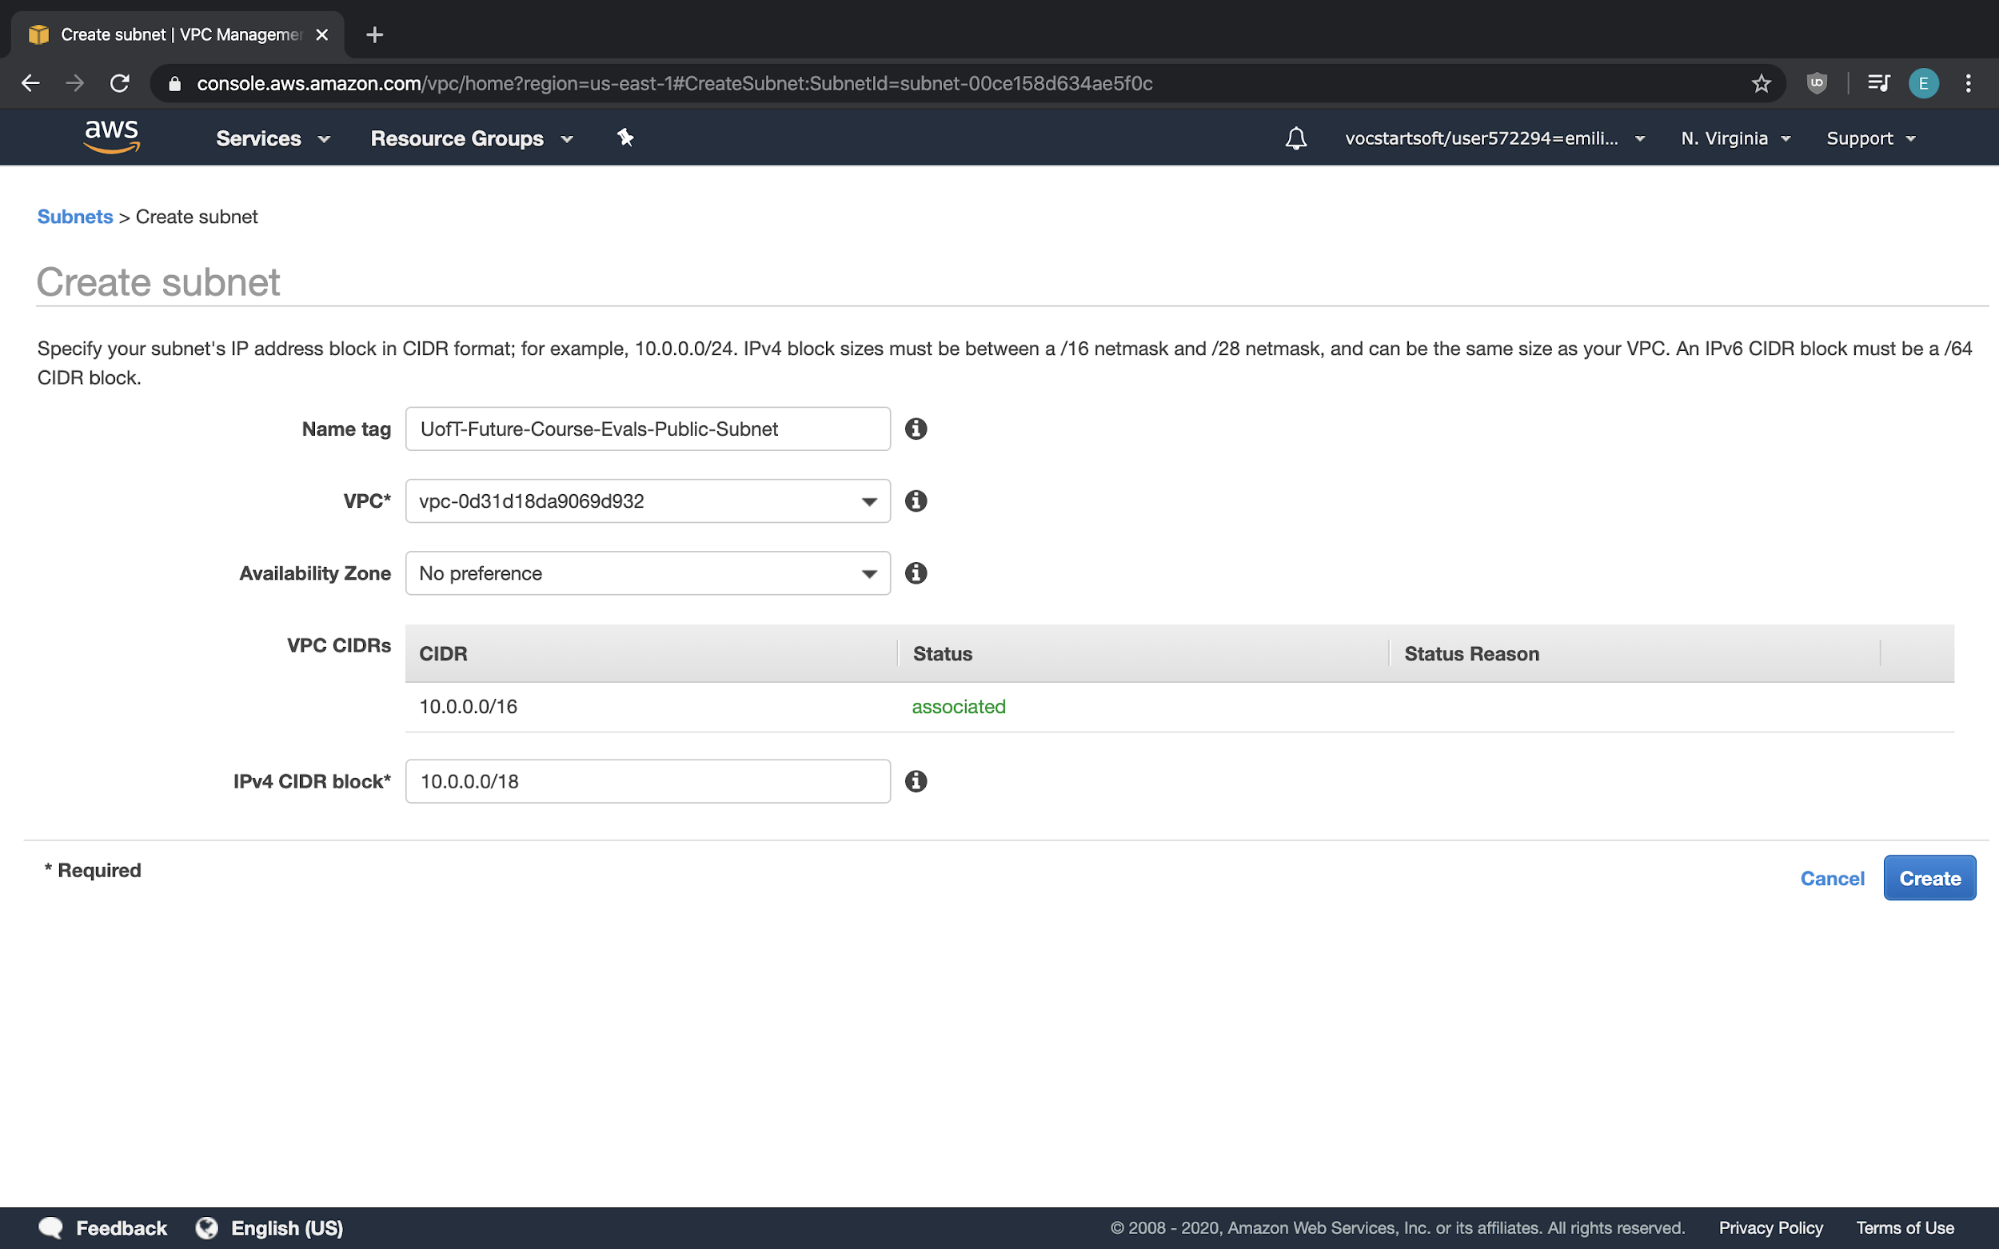 Create subnet | VPC Manageme
console.aws.amazon.com/vpc/home?region=us-east-1#CreateSubnet:SubnetId=subnet-00ce158d634ae5f0c
E
aws Services Resource Groups vocstartsoft/user572294=emili... N. Virginia Support
Subnets > Create subnet
Create subnet
Specify your subnet's IP address block in CIDR format; for example, 10.0.0.0/24. IPv4 block sizes must be between a /16 netmask and /28 netmask, and can be the same size as your VPC. An IPv6 CIDR block must be a /64
CIDR block.
Name tag UofT-Future-Course-Evals-Public-Subnet
VPC* vpc-0d31d18da9069d932
Availability Zone No preference
VPC CIDRs CIDR Status Status Reason
10.0.0.0/16 associated
IPv4 CIDR block* 10.0.0.0/18
* Required
Cancel Create
Feedback English (US) © 2008 - 2020, Amazon Web Services, Inc. or its affiliates. All rights reserved. Privacy Policy Terms of Use